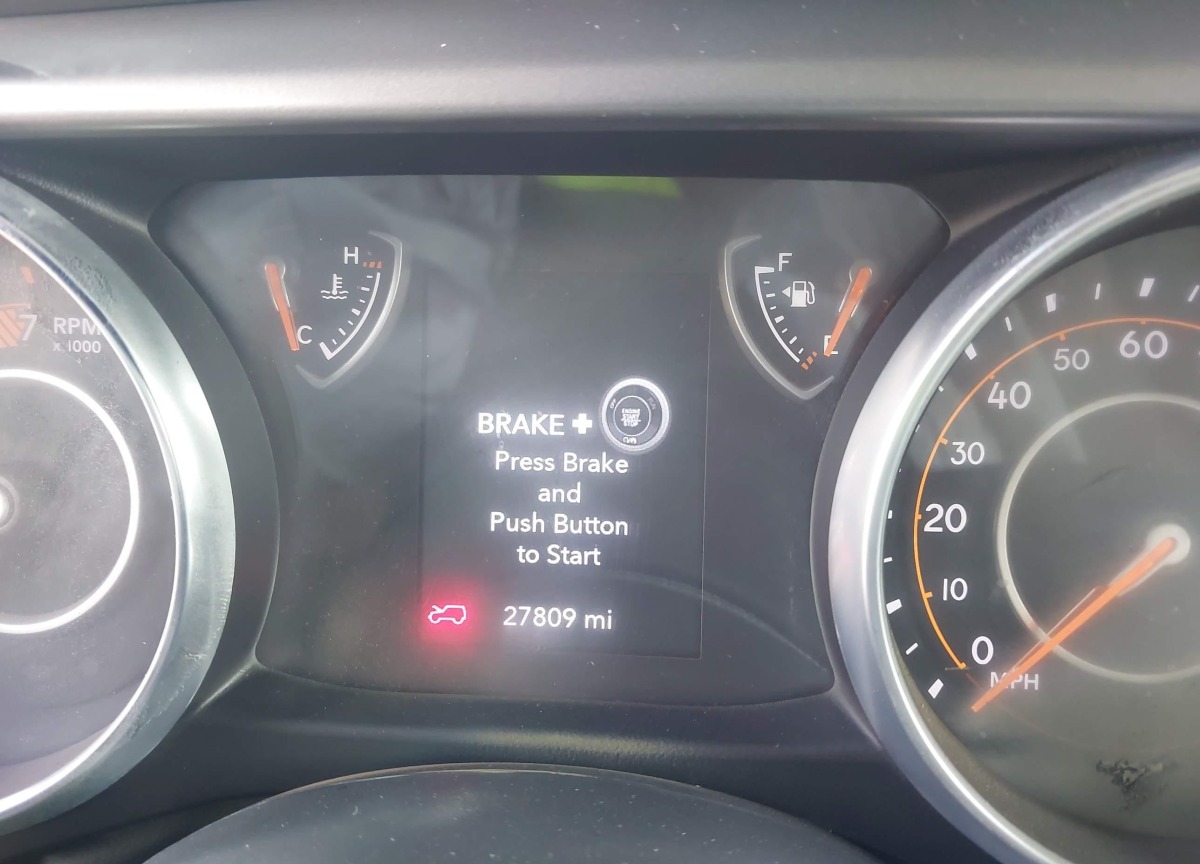 H
C
F
E
7
RPM
x 1000
BRAKE +
ENGINE
START
STOP
Press Brake
and
Push Button
to Start
27809 mi
60
50
40
30
20
10
0
MPH